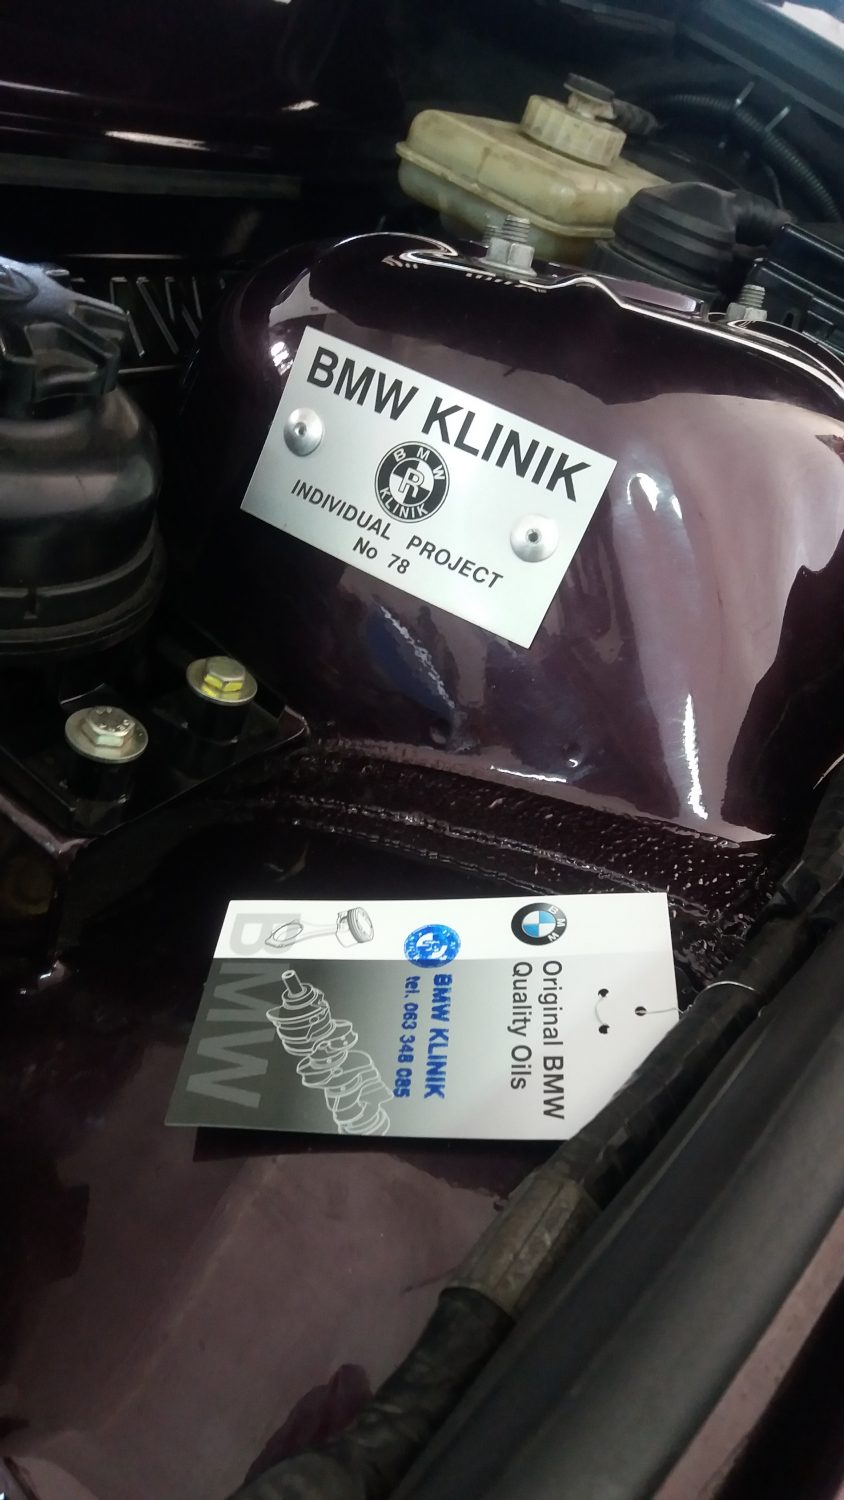 BMW KLINIK
BMW
R
KLINIK
INDIVIDUAL PROJECT
No 78
BMW
Original BMW
Quality Oils
BMW KLINIK
tel. 063 348 085
BMW